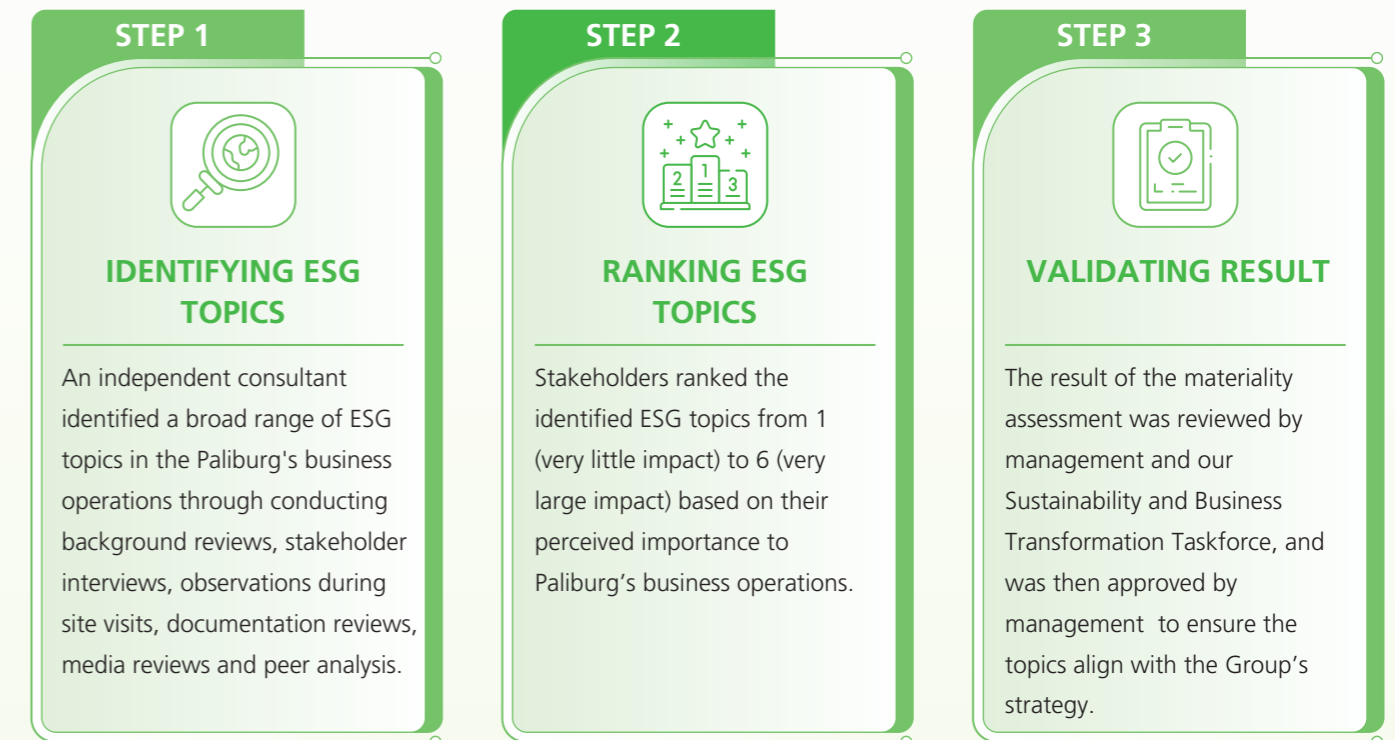 STEP 1
IDENTIFYING ESG
TOPICS
An independent consultant
identified a broad range of ESG
topics in the Paliburg's business
operations through conducting
background reviews, stakeholder
interviews, observations during
site visits, documentation reviews,
media reviews and peer analysis.
STEP 2
2
1
3
RANKING ESG
TOPICS
Stakeholders ranked the
identified ESG topics from 1
(very little impact) to 6 (very
large impact) based on their
perceived importance to
Paliburg’s business operations.
STEP 3
VALIDATING RESULT
The result of the materiality
assessment was reviewed by
management and our
Sustainability and Business
Transformation Taskforce, and
was then approved by
management  to ensure the
topics align with the Group’s
strategy.